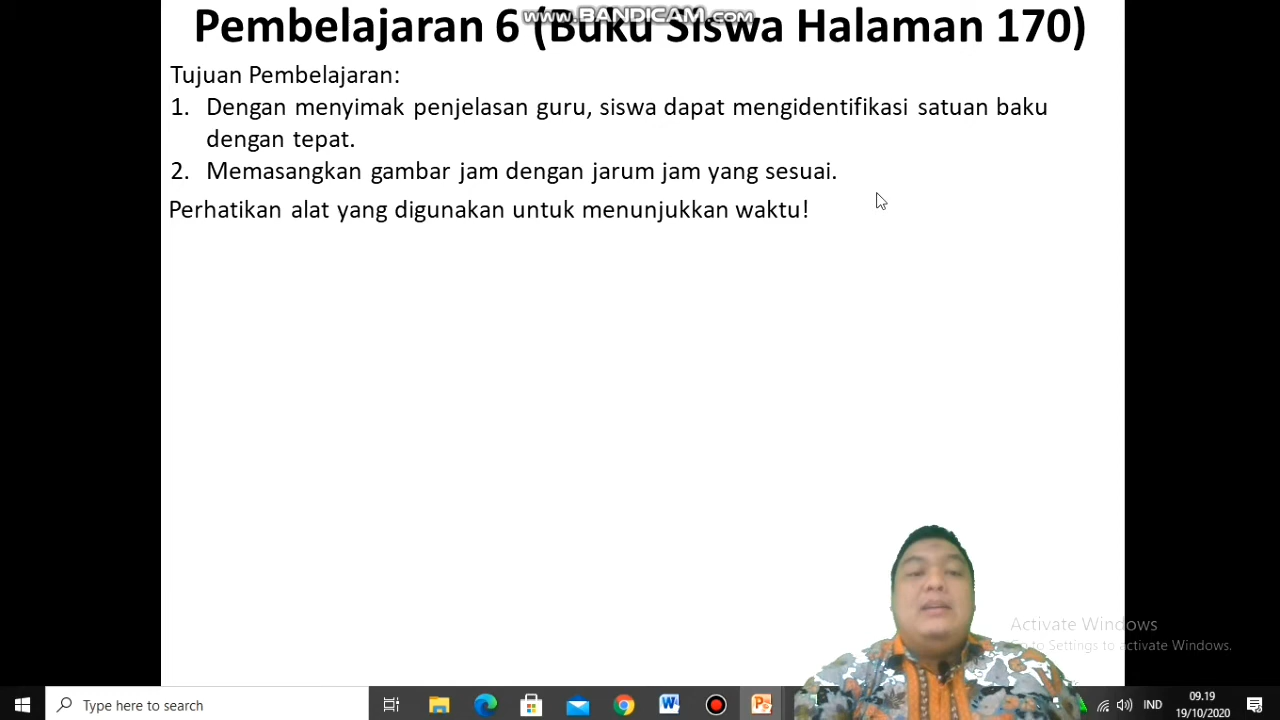 www.BANDICAM.com
Pembelajaran 6 (Buku Siswa Halaman 170)
Tujuan Pembelajaran:
1. Dengan menyimak penjelasan guru, siswa dapat mengidentifikasi satuan baku
dengan tepat.
2. Memasangkan gambar jam dengan jarum jam yang sesuai.
Perhatikan alat yang digunakan untuk menunjukkan waktu!
Activate Windows
Go to Settings to activate Windows.
Type here to search
IND
09.19
19/10/2020